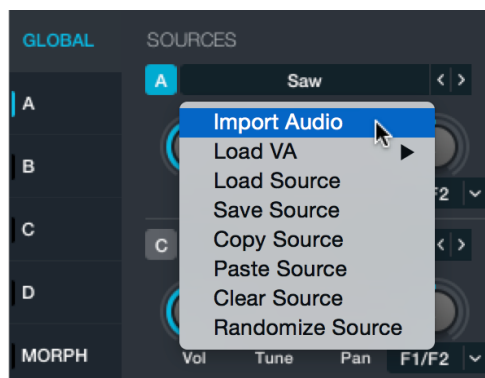 GLOBAL
SOURCES
A
Saw
A
Import Audio
Load VA
B
Load Source
F2
Save Source
C
C
Copy Source
Paste Source
D
Clear Source
Randomize Source
MORPH
Vol
Tune
Pan
F1/F2